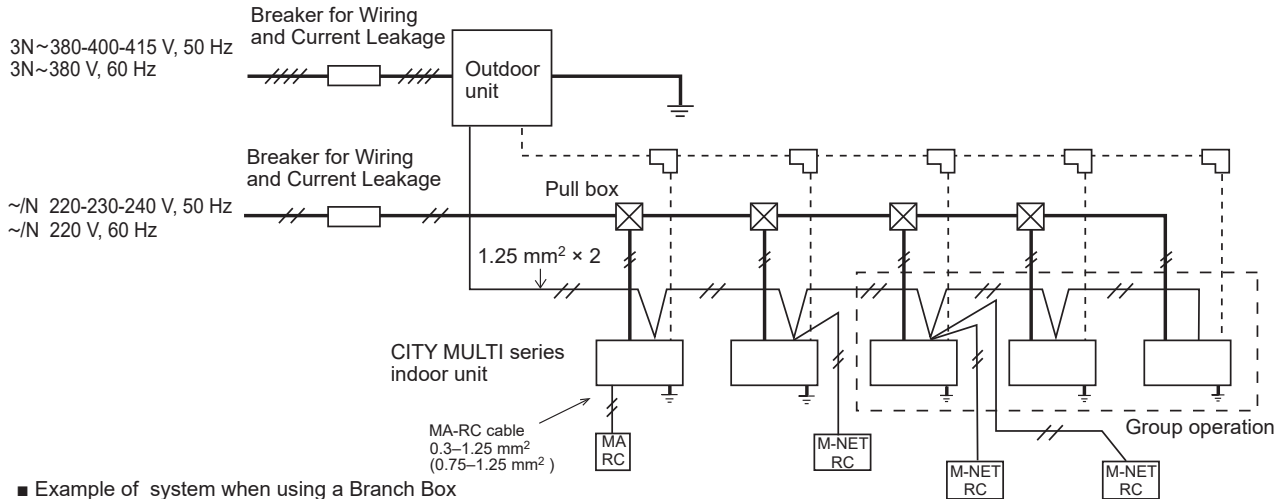 Breaker for Wiring
and Current Leakage
3N~380-400-415 V, 50 Hz
3N~380 V, 60 Hz
Outdoor
unit
Breaker for Wiring
and Current Leakage
Pull box
~/N 220-230-240 V, 50 Hz
~/N 220 V, 60 Hz
1.25 mm² × 2
CITY MULTI series
indoor unit
MA-RC cable
0.3–1.25 mm²
(0.75–1.25 mm² )
MA
RC
M-NET
RC
M-NET
RC
M-NET
RC
Group operation
■ Example of system when using a Branch Box